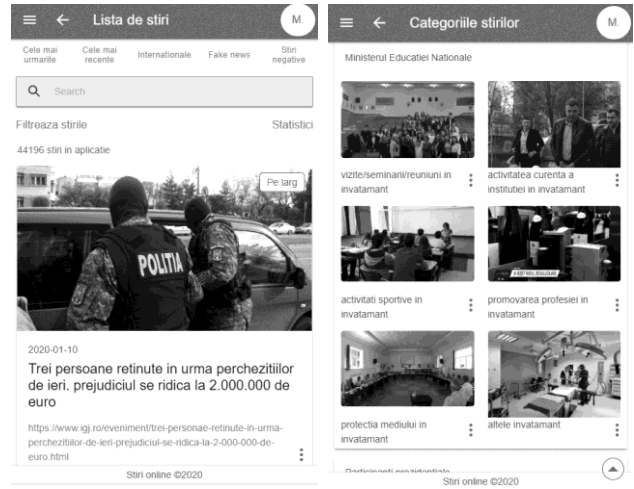 Lista de stiri
M.
Cele mai urmarite
Cele mai recente
Internationale
Fake news
Stiri negative
Search
Filtreaza stirile
Statistici
44196 stiri in aplicatie
Pe larg
POLITIA
2020-01-10
Trei persoane retinute in urma perchezitiilor
de ieri. prejudiciul se ridica la 2.000.000 de
euro
https://www.igj.ro/eveniment/trei-personae-retinute-in-urma-
perchezitiilor-de-ieri-prejudiciul-se-ridica-la-2-000-000-de-
euro.html
Stiri online ©2020
Categoriile stirilor
M.
Ministerul Educatiei Nationale
vizite/seminarii/reuniuni in
invatamant
activitatea curenta a
institutiei in invatamant
activitati sportive in
invatamant
promovarea profesiei in
invatamant
protectia mediului in
invatamant
altele invatamant
Participanti prezidentiale
Stiri online ©2020